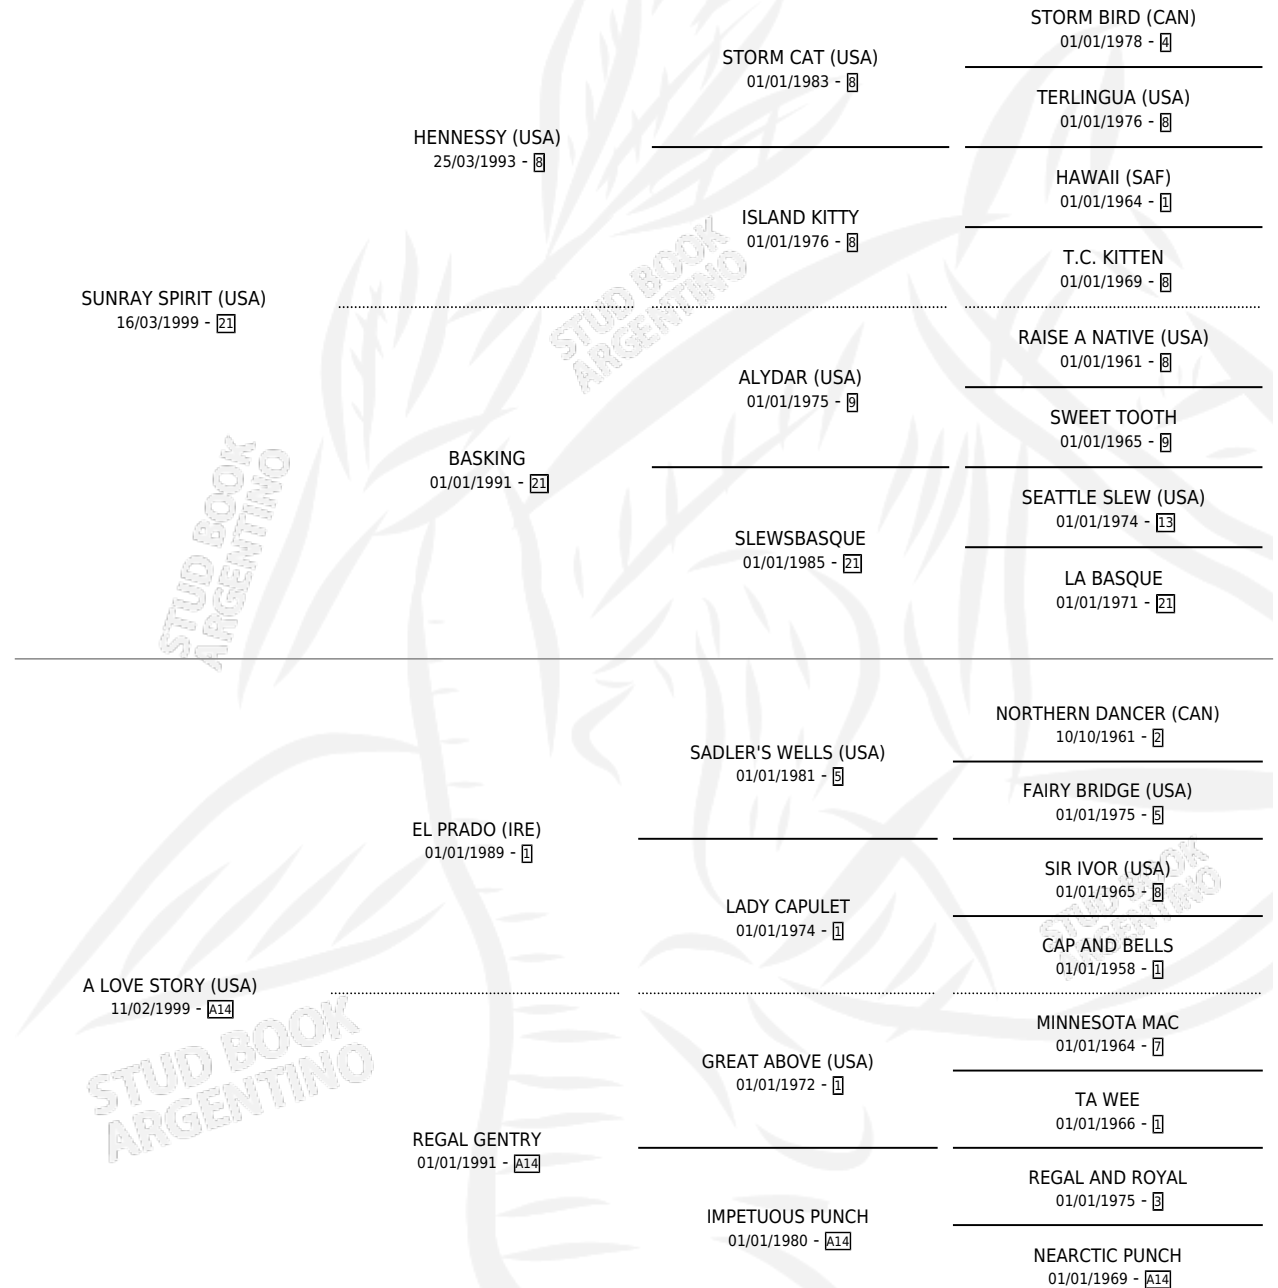 STORM BIRD (CAN)
01/01/1978 - 4
STORM CAT (USA)
01/01/1983 - 8
TERLINGUA (USA)
01/01/1976 - 8
HENNESSY (USA)
25/03/1993 - 8
HAWAII (SAF)
01/01/1964 - 1
ISLAND KITTY
01/01/1976 - 8
T.C. KITTEN
01/01/1969 - 8
SUNRAY SPIRIT (USA)
16/03/1999 - 21
STUD BOOK
ARGENTINO
RAISE A NATIVE (USA)
01/01/1961 - 8
ALYDAR (USA)
01/01/1975 - 9
SWEET TOOTH
01/01/1965 - 9
BASKING
01/01/1991 - 21
SEATTLE SLEW (USA)
01/01/1974 - 13
SLEWSBASQUE
01/01/1985 - 21
LA BASQUE
01/01/1971 - 21
STUD BOOK
ARGENTINO
NORTHERN DANCER (CAN)
10/10/1961 - 2
SADLER'S WELLS (USA)
01/01/1981 - 5
FAIRY BRIDGE (USA)
01/01/1975 - 5
EL PRADO (IRE)
01/01/1989 - 1
SIR IVOR (USA)
01/01/1965 - 8
LADY CAPULET
01/01/1974 - 1
CAP AND BELLS
01/01/1958 - 1
STUD BOOK
ARGENTINO
A LOVE STORY (USA)
11/02/1999 - A14
STUD BOOK
ARGENTINO
MINNESOTA MAC
01/01/1964 - 7
GREAT ABOVE (USA)
01/01/1972 - 1
TA WEE
01/01/1966 - 1
REGAL GENTRY
01/01/1991 - A14
REGAL AND ROYAL
01/01/1975 - 3
IMPETUOUS PUNCH
01/01/1980 - A14
NEARCTIC PUNCH
01/01/1969 - A14